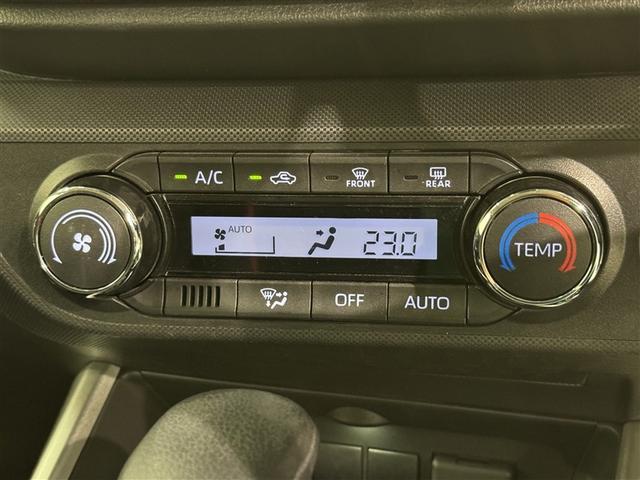 A/C FRONT REAR
AUTO 23.0 TEMP
OFF AUTO